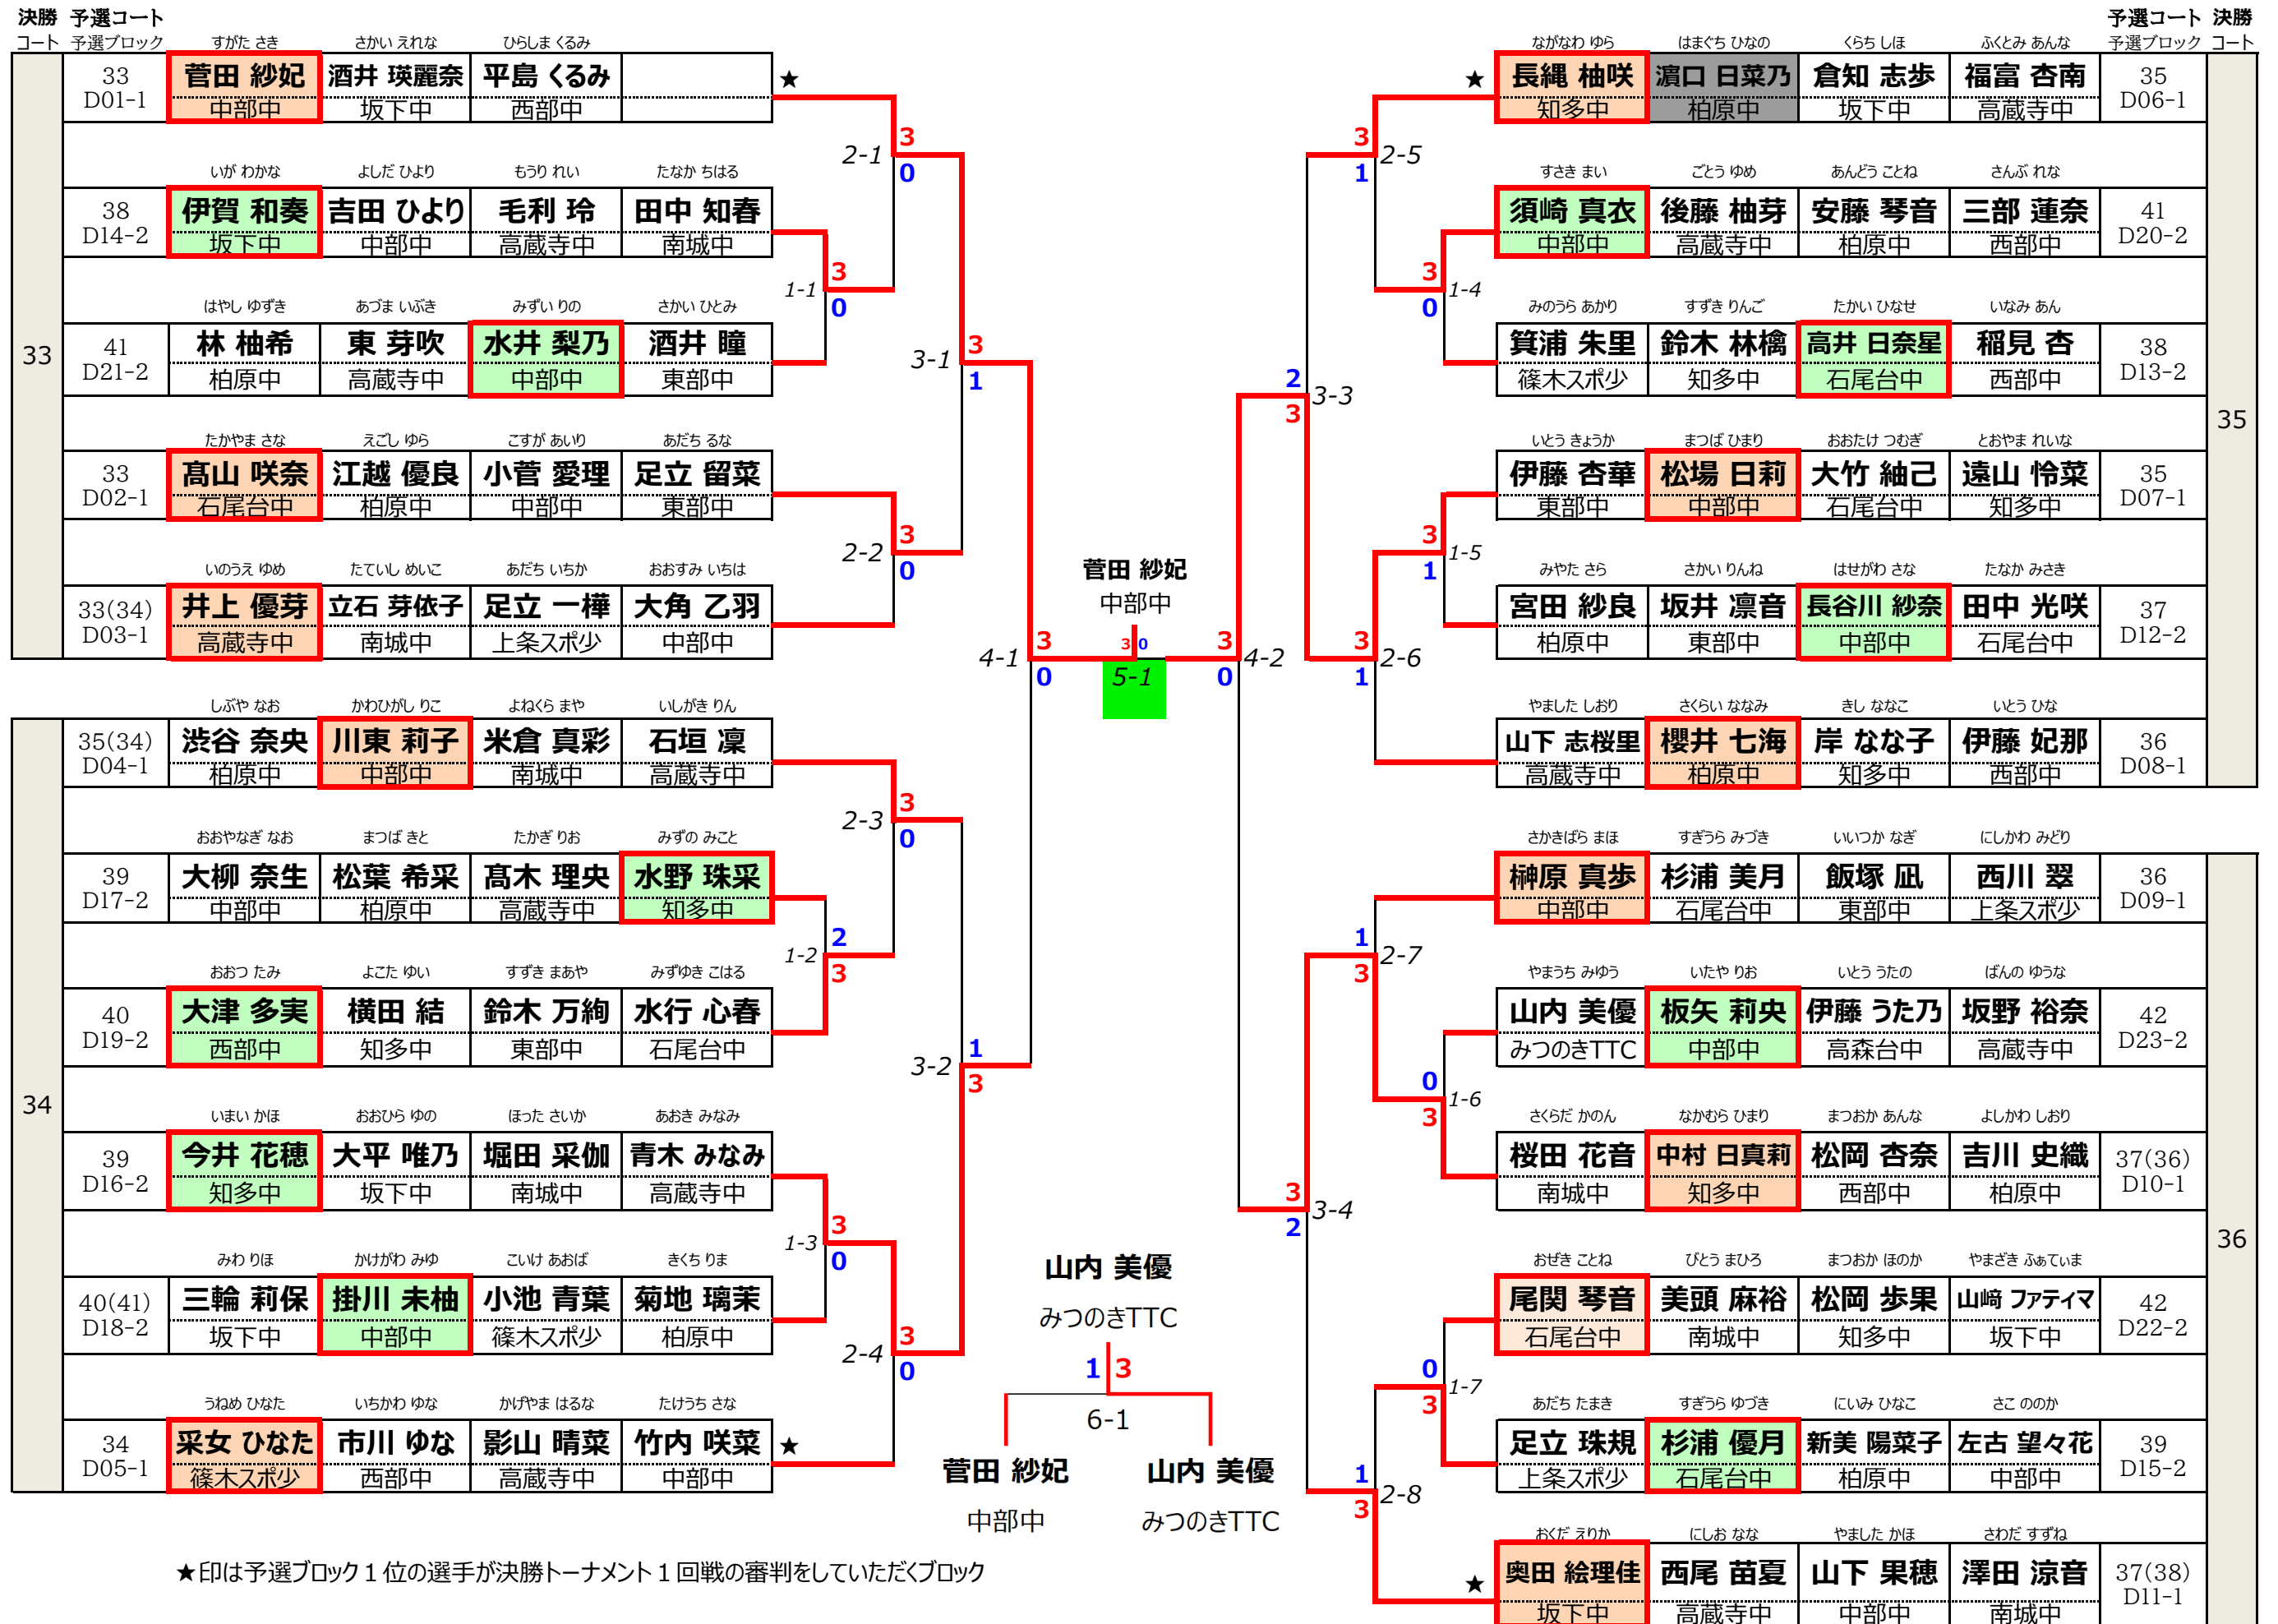 決勝 予選コート
コート 予選ブロック
すがた さき さかい えれな ひらしま くるみ
33 菅田 紗妃 酒井 瑛麗奈 平島 くるみ ★
D01-1 中部中 坂下中 西部中
3
2-1
0
いが わかな よしだ ひより もうり れい たなか ちはる
38 伊賀 和奏 吉田 ひより 毛利 玲 田中 知春
D14-2 坂下中 中部中 高蔵寺中 南城中
3
1-1
0
はやし ゆずき あづま いぶき みずい りの さかい ひとみ
41 林 柚希 東 芽吹 水井 梨乃 酒井 瞳
D21-2 柏原中 高蔵寺中 中部中 東部中
33
3
3-1
1
たかやま さな えごし ゆら こすが あいり あだち るな
33 髙山 咲奈 江越 優良 小菅 愛理 足立 留菜
D02-1 石尾台中 柏原中 中部中 東部中
3
2-2
0
いのうえ ゆめ たていし めいこ あだち いちか おおすみ いちは
33(34) 井上 優芽 立石 芽依子 足立 一樺 大角 乙羽
D03-1 高蔵寺中 南城中 上条スポ少 中部中
3
4-1
0
しぶや なお かわひがし りこ よねくら まや いしがき りん
35(34) 渋谷 奈央 川東 莉子 米倉 真彩 石垣 凜
D04-1 柏原中 中部中 南城中 高蔵寺中
3
2-3
0
おおやなぎ なお まつば きと たかぎ りお みずの みこと
39 大柳 奈生 松葉 希采 髙木 理央 水野 珠采
D17-2 中部中 柏原中 高蔵寺中 知多中
2
1-2
3
おおつ たみ よこた ゆい すずき まあや みずゆき こはる
40 大津 多実 横田 結 鈴木 万絢 水行 心春
D19-2 西部中 知多中 東部中 石尾台中
34
1
3-2
3
いまい かほ おおひら ゆの ほった さいか あおき みなみ
39 今井 花穂 大平 唯乃 堀田 采伽 青木 みなみ
D16-2 知多中 坂下中 南城中 高蔵寺中
3
1-3
0
みわ りほ かけがわ みゆ こいけ あおば きくち りま
40(41) 三輪 莉保 掛川 未柚 小池 青葉 菊地 璃茉
D18-2 坂下中 中部中 篠木スポ少 柏原中
3
2-4
0
うねめ ひなた いちかわ ゆな かげやま はるな たけうち さな
34 采女 ひなた 市川 ゆな 影山 晴菜 竹内 咲菜 ★
D05-1 篠木スポ少 西部中 高蔵寺中 中部中
★印は予選ブロック１位の選手が決勝トーナメント１回戦の審判をしていただくブロック
菅田 紗妃
中部中
3 0
5-1
山内 美優
みつのきTTC
1 3
6-1
菅田 紗妃 山内 美優
中部中 みつのきTTC
予選コート 決勝
予選ブロック コート
ながなわ ゆら はまぐち ひなの くらち しほ ふくとみ あんな
★ 長縄 柚咲 濵口 日菜乃 倉知 志歩 福富 杏南 35
知多中 柏原中 坂下中 高蔵寺中 D06-1
3
2-5
1
すさき まい ごとう ゆめ あんどう ことね さんぶ れな
須崎 真衣 後藤 柚芽 安藤 琴音 三部 蓮奈 41
中部中 高蔵寺中 柏原中 西部中 D20-2
3
1-4
0
みのうら あかり すずき りんご たかい ひなせ いなみ あん
箕浦 朱里 鈴木 林檎 高井 日奈星 稲見 杏 38
篠木スポ少 知多中 石尾台中 西部中 D13-2
2
3-3
3
35
いとう きょうか まつば ひまり おおたけ つむぎ とおやま れいな
伊藤 杏華 松場 日莉 大竹 紬己 遠山 怜菜 35
東部中 中部中 石尾台中 知多中 D07-1
3
1-5
1
みやた さら さかい りんね はせがわ さな たなか みさき
宮田 紗良 坂井 凛音 長谷川 紗奈 田中 光咲 37
柏原中 東部中 中部中 石尾台中 D12-2
3
4-2
0
3
2-6
1
やました しおり さくらい ななみ きし ななこ いとう ひな
山下 志桜里 櫻井 七海 岸 なな子 伊藤 妃那 36
高蔵寺中 柏原中 知多中 西部中 D08-1
さかきばら まほ すぎうら みづき いいつか なぎ にしかわ みどり
榊原 真歩 杉浦 美月 飯塚 凪 西川 翠 36
中部中 石尾台中 東部中 上条スポ少 D09-1
1
2-7
3
やまうち みゆう いたや りお いとう うたの ばんの ゆうな
山内 美優 板矢 莉央 伊藤 うた乃 坂野 裕奈 42
みつのきTTC 中部中 高森台中 高蔵寺中 D23-2
0
1-6
3
さくらだ かのん なかむら ひまり まつおか あんな よしかわ しおり
桜田 花音 中村 日真莉 松岡 杏奈 吉川 史織 37(36)
南城中 知多中 西部中 柏原中 D10-1
3
3-4
2
36
おぜき ことね びとう まひろ まつおか ほのか やまざき ふぁてぃま
尾関 琴音 美頭 麻裕 松岡 歩果 山﨑 ファティマ 42
石尾台中 南城中 知多中 坂下中 D22-2
0
1-7
3
あだち たまき すぎうら ゆづき にいみ ひなこ さこ ののか
足立 珠規 杉浦 優月 新美 陽菜子 左古 望々花 39
上条スポ少 石尾台中 柏原中 中部中 D15-2
1
2-8
3
おくだ えりか にしお なな やました かほ さわだ すずね
★ 奥田 絵理佳 西尾 苗夏 山下 果穂 澤田 涼音 37(38)
坂下中 高蔵寺中 中部中 南城中 D11-1